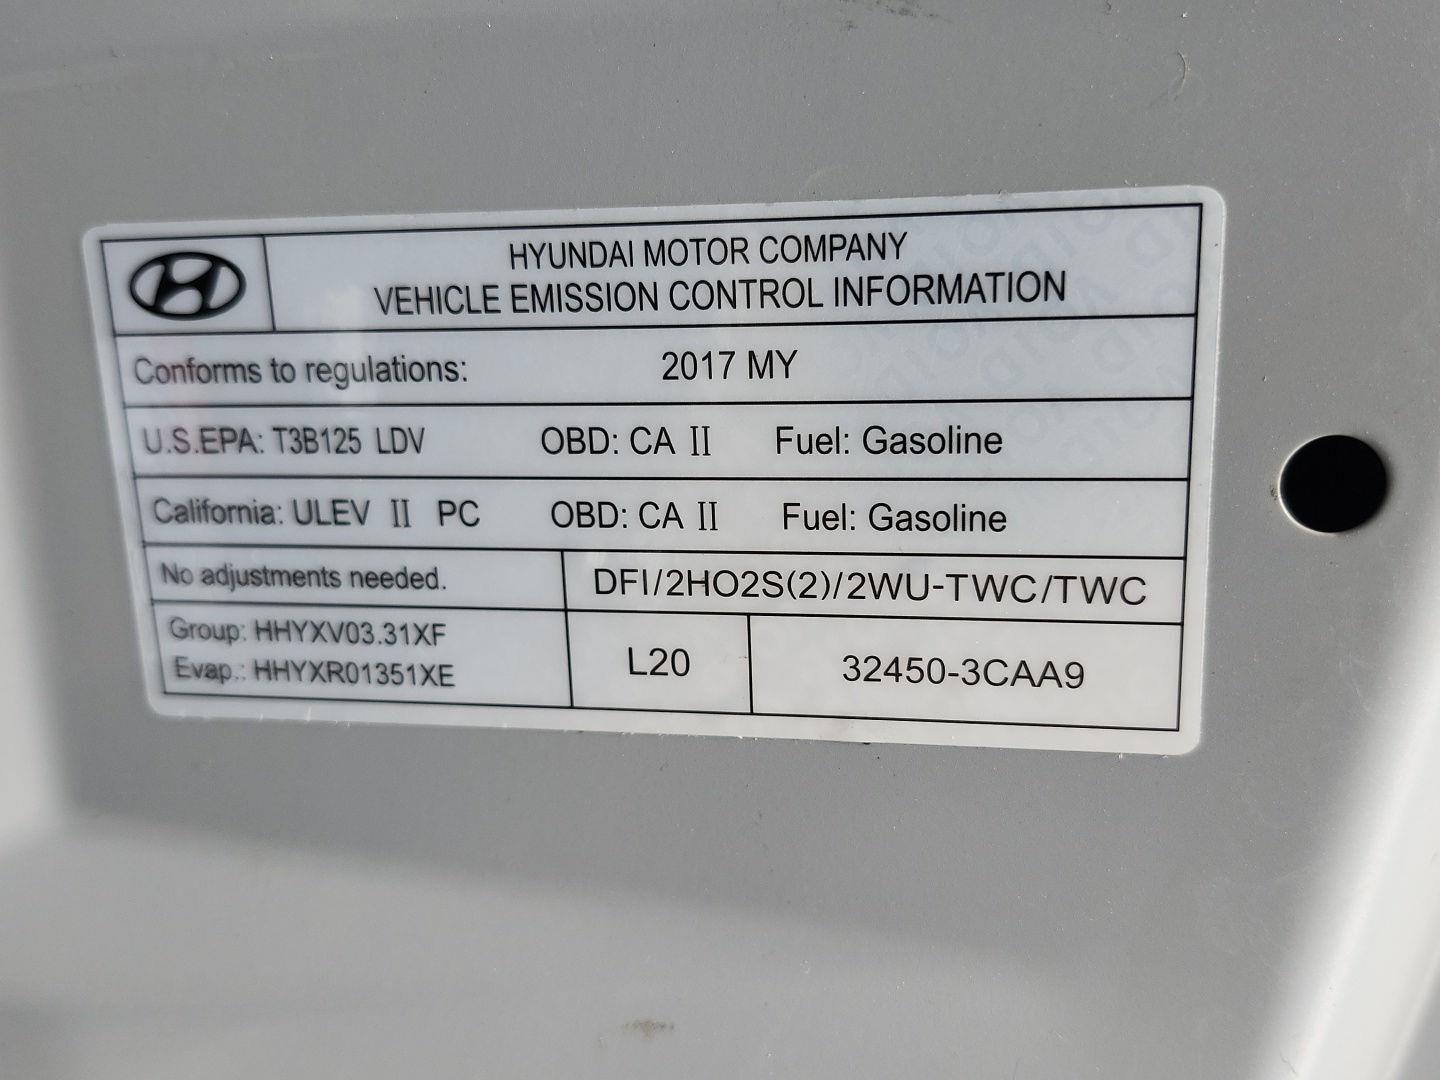 HYUNDAI MOTOR COMPANY
VEHICLE EMISSION CONTROL INFORMATION
Conforms to regulations: 2017 MY
U.S.EPA: T3B125 LDV OBD: CA II Fuel: Gasoline
California: ULEV II PC OBD: CA II Fuel: Gasoline
No adjustments needed. DFI/2HO2S(2)/2WU-TWC/TWC
Group: HHYXV03.31XF
Evap.: HHYXR01351XE
L20
32450-3CAA9